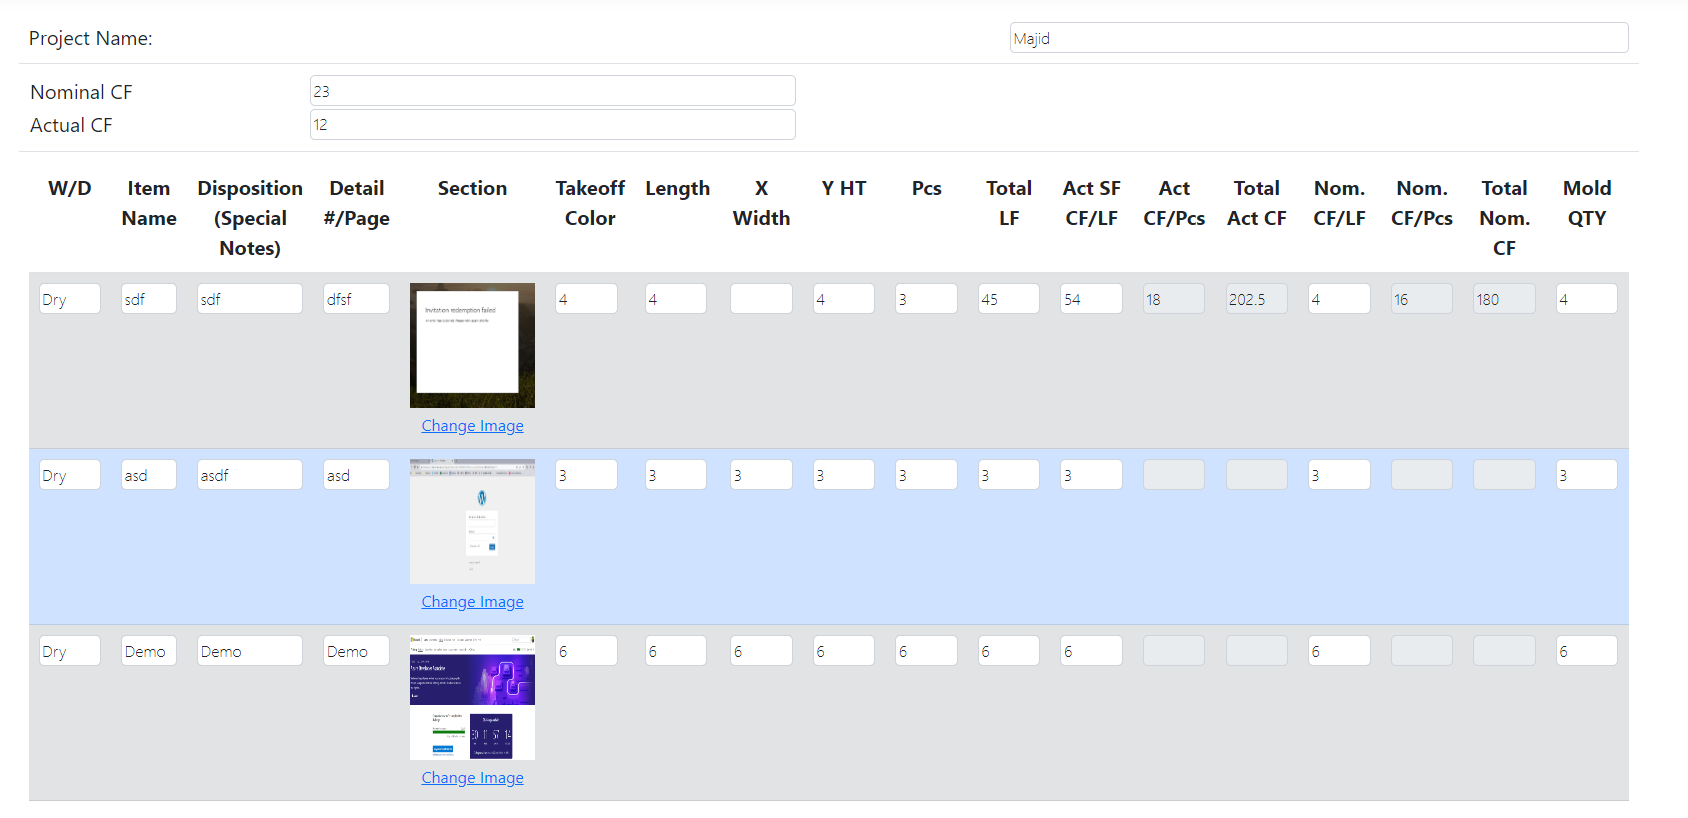 Project Name: Majid
Nominal CF 23
Actual CF 12
W/D Item Name Disposition (Special Notes) Detail #/Page Section Takeoff Color Length X Width Y HT Pcs Total LF Act SF CF/LF Act CF/Pcs Total Act CF Nom. CF/LF Nom. CF/Pcs Total Nom. CF Mold QTY
Dry sdf sdf dfsf 4 4 4 3 45 54 18 202.5 4 16 180 4
Invitation redemption failed
Change Image
Dry asd asdf asd 3 3 3 3 3 3 3 3 3
Change Image
Dry Demo Demo Demo 6 6 6 6 6 6 6 6 6
Change Image